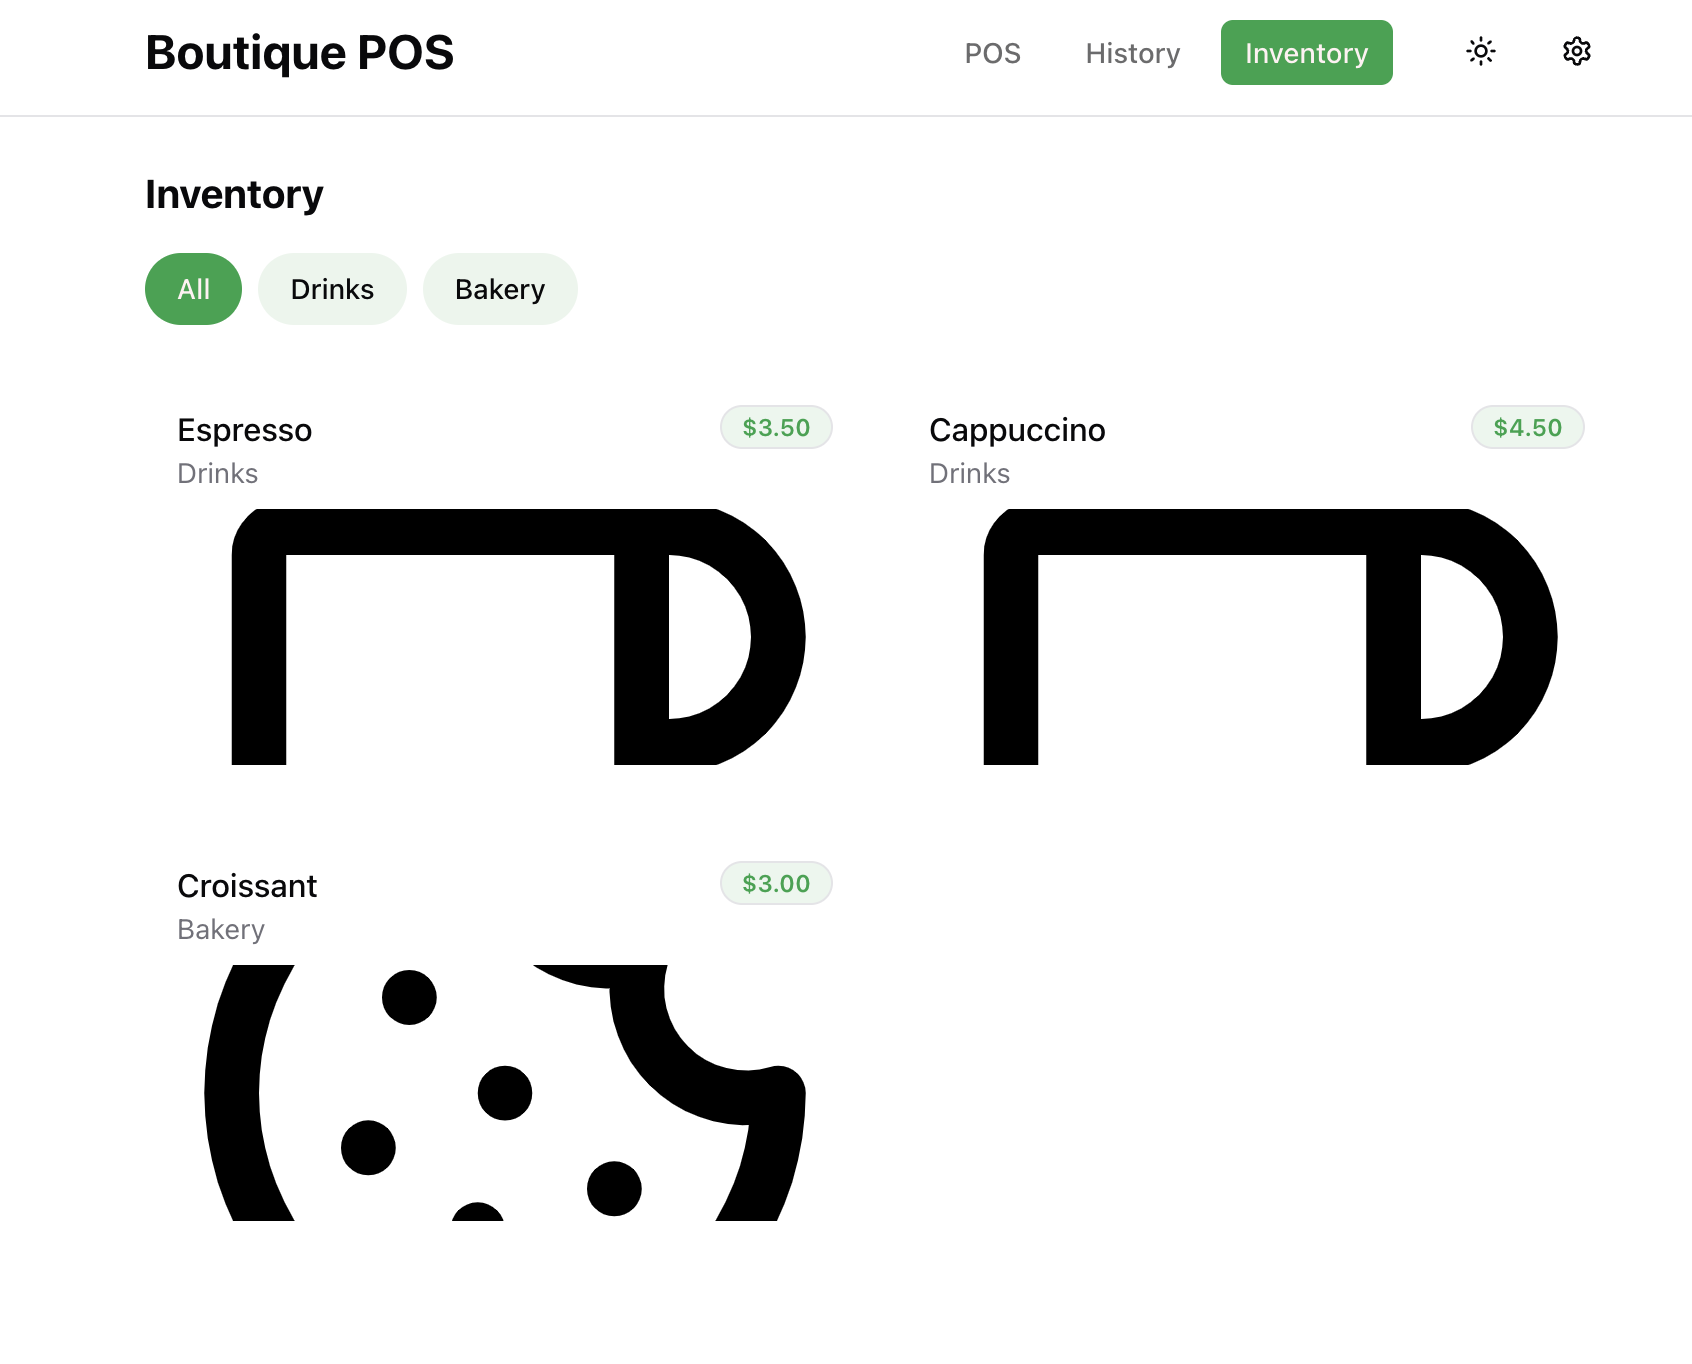 Boutique POS
POS
History
Inventory
Inventory
All
Drinks
Bakery
Espresso
$3.50
Drinks
Cappuccino
$4.50
Drinks
Croissant
$3.00
Bakery